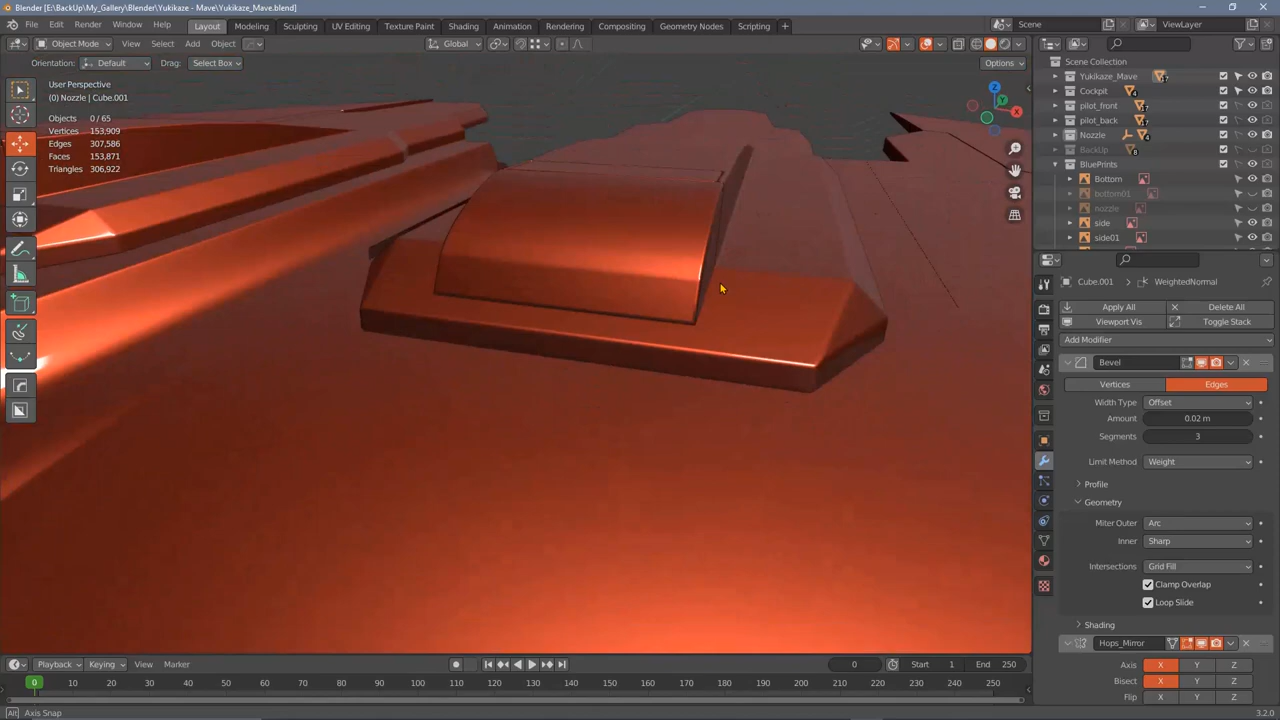 Blender [E:\BackUp\My_Gallery\Blender\Yukikaze - Mave\Yukikaze_Mave.blend]
File Edit Render Window Help Layout Modeling Sculpting UV Editing Texture Paint Shading Animation Rendering Compositing Geometry Nodes Scripting + Scene ViewLayer
Object Mode View Select Add Object Global
Orientation: Default Drag: Select Box Options
User Perspective
(0) Nozzle | Cube.001
Objects 0/65
Vertices 153,909
Edges 307,586
Faces 153,871
Triangles 306,922
Z
Y
X
Scene Collection
Yukikaze_Mave
Cockpit 4
pilot_front 17
pilot_back 17
Nozzle 4
BackUp 8
BluePrints
Bottom
bottom01
nozzle
side
side01
Cube.001 WeightedNormal
Apply All Delete All
Viewport Vis Toggle Stack
Add Modifier
Bevel
Vertices Edges
Width Type Offset
Amount 0.02 m
Segments 3
Limit Method Weight
Profile
Geometry
Miter Outer Arc
Inner Sharp
Intersections Grid Fill
Clamp Overlap
Loop Slide
Shading
Hops_Mirror
Axis X Y Z
Bisect X Y Z
Flip X Y Z
Playback Keying View Marker 0 Start 1 End 250
0 10 20 30 40 50 60 70 80 90 100 110 120 130 140 150 160 170 180 190 200 210 220 230 240 250
Alt Axis Snap 3.2.0